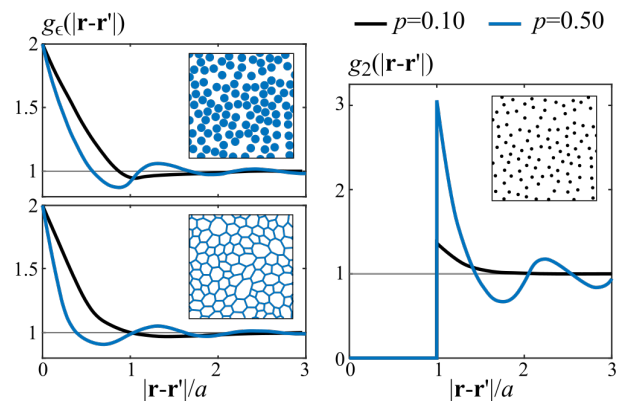 gϵ(|r-r'|)
p=0.10 p=0.50
2
1.5
1
2
1.5
1
0 1 2 3
|r-r'|/a
g2(|r-r'|)
3
2
1
0
0 1 2 3
|r-r'|/a